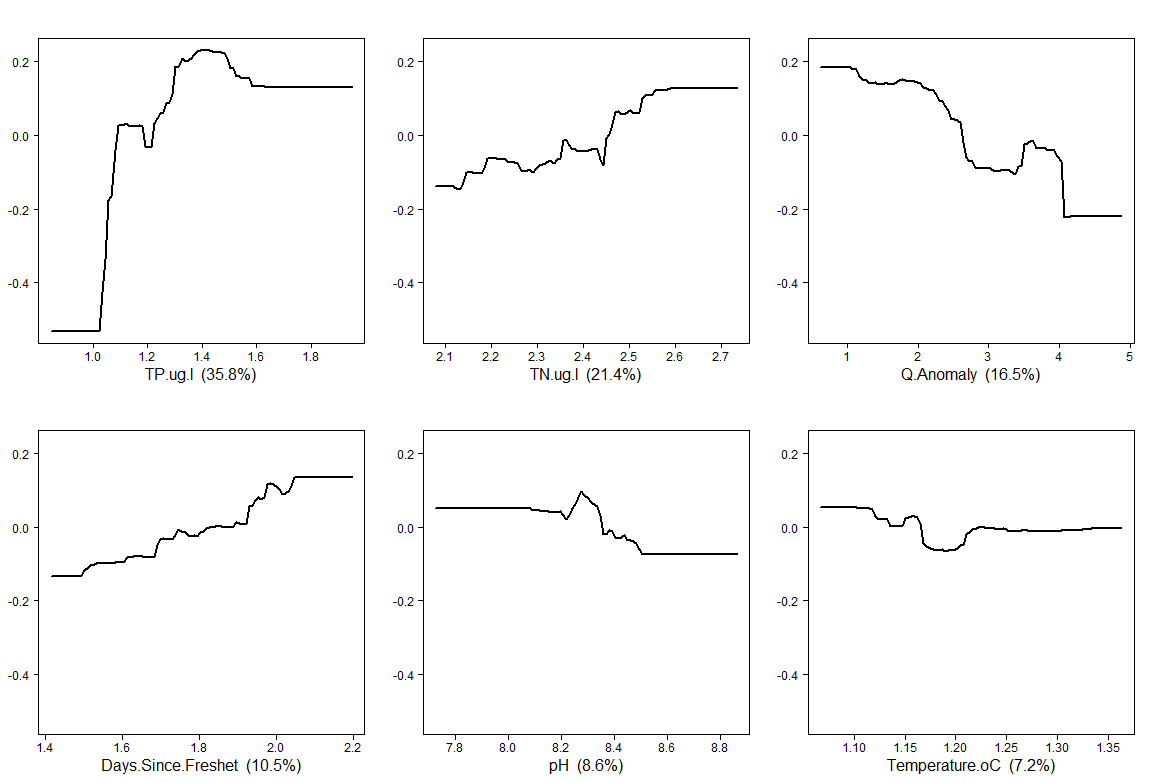 0.2
0.0
-0.2
-0.4
1.0 1.2 1.4 1.6 1.8
TP.ug.l (35.8%)
0.2
0.0
-0.2
-0.4
2.1 2.2 2.3 2.4 2.5 2.6 2.7
TN.ug.l (21.4%)
0.2
0.0
-0.2
-0.4
1 2 3 4 5
Q.Anomaly (16.5%)
0.2
0.0
-0.2
-0.4
1.4 1.6 1.8 2.0 2.2
Days.Since.Freshet (10.5%)
0.2
0.0
-0.2
-0.4
7.8 8.0 8.2 8.4 8.6 8.8
pH (8.6%)
0.2
0.0
-0.2
-0.4
1.10 1.15 1.20 1.25 1.30 1.35
Temperature.oC (7.2%)